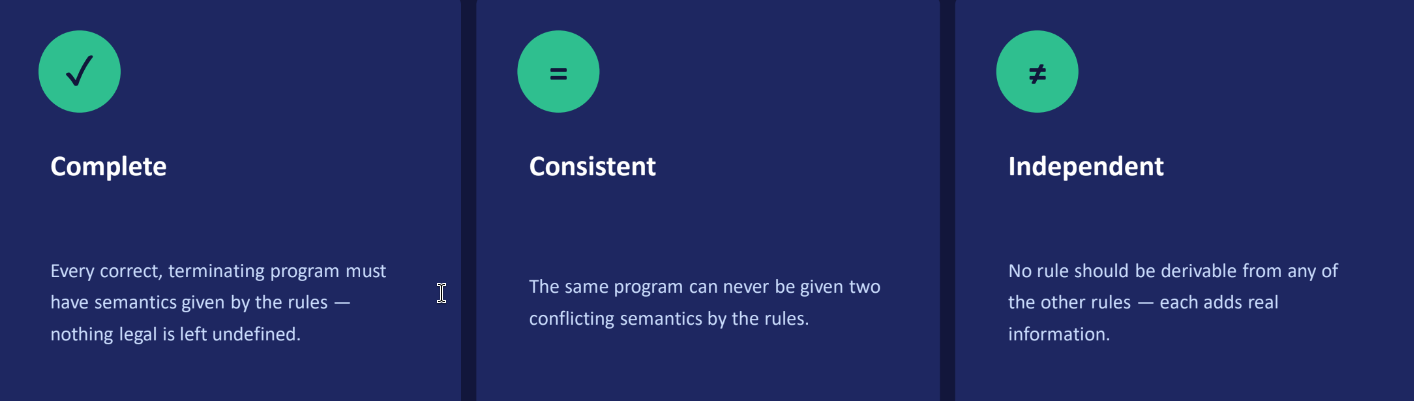 ✓
Complete
Every correct, terminating program must
have semantics given by the rules —
nothing legal is left undefined.
=
Consistent
The same program can never be given two
conflicting semantics by the rules.
≠
Independent
No rule should be derivable from any of
the other rules — each adds real
information.